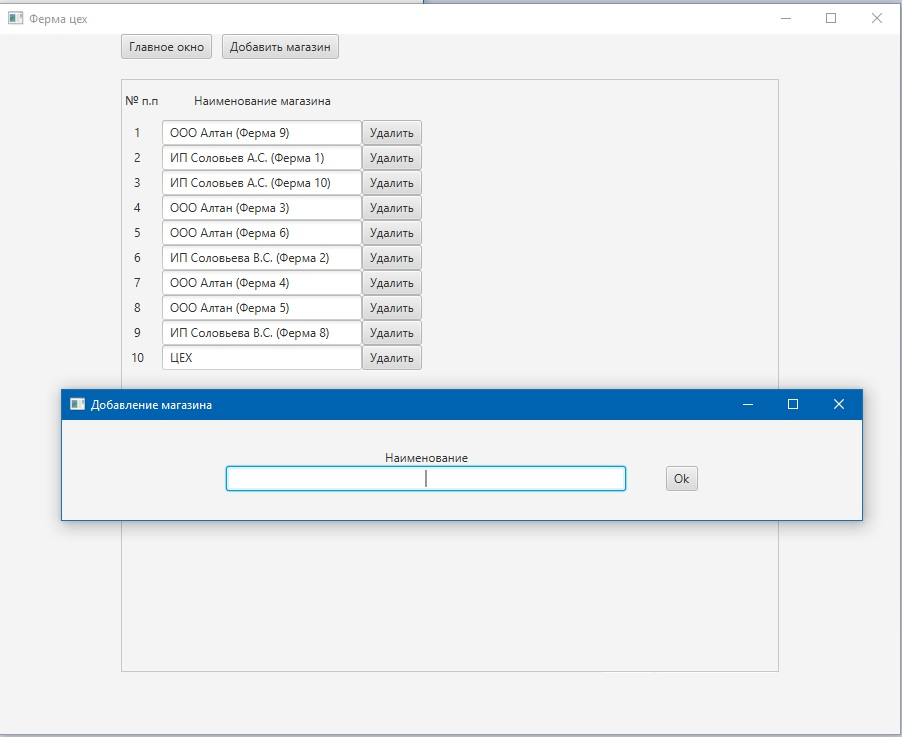 Ферма цех
Главное окно Добавить магазин
№ п.п Наименование магазина
1 ООО Алтан (Ферма 9) Удалить
2 ИП Соловьев А.С. (Ферма 1) Удалить
3 ИП Соловьев А.С. (Ферма 10) Удалить
4 ООО Алтан (Ферма 3) Удалить
5 ООО Алтан (Ферма 6) Удалить
6 ИП Соловьева В.С. (Ферма 2) Удалить
7 ООО Алтан (Ферма 4) Удалить
8 ООО Алтан (Ферма 5) Удалить
9 ИП Соловьева В.С. (Ферма 8) Удалить
10 ЦЕХ Удалить
Добавление магазина
Наименование
Ok